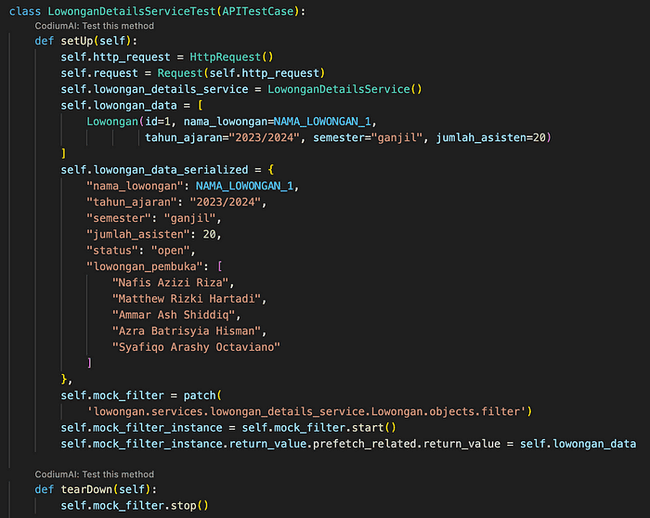 class LowonganDetailsServiceTest(APITestCase):
CodiumAI: Test this method
    def setUp(self):
        self.http_request = HttpRequest()
        self.request = Request(self.http_request)
        self.lowongan_details_service = LowonganDetailsService()
        self.lowongan_data = [
            Lowongan(id=1, nama_lowongan=NAMA_LOWONGAN_1,
                     tahun_ajaran="2023/2024", semester="ganjil", jumlah_asisten=20)
        ]
        self.lowongan_data_serialized = {
            "nama_lowongan": NAMA_LOWONGAN_1,
            "tahun_ajaran": "2023/2024",
            "semester": "ganjil",
            "jumlah_asisten": 20,
            "status": "open",
            "lowongan_pembuka": [
                "Nafis Azizi Riza",
                "Matthew Rizki Hartadi",
                "Ammar Ash Shiddiq",
                "Azra Batrisyia Hisman",
                "Syafiqo Arashy Octaviano"
            ]
        },
        self.mock_filter = patch(
            'lowongan.services.lowongan_details_service.Lowongan.objects.filter')
        self.mock_filter_instance = self.mock_filter.start()
        self.mock_filter_instance.return_value.prefetch_related.return_value = self.lowongan_data
CodiumAI: Test this method
    def tearDown(self):
        self.mock_filter.stop()